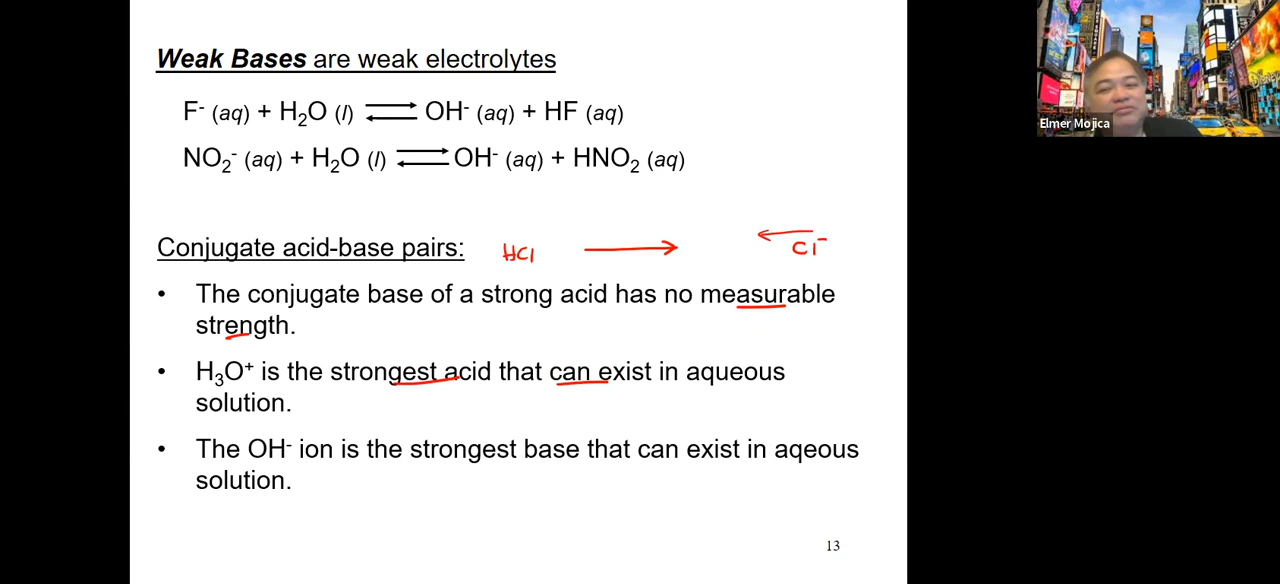 Weak Bases are weak electrolytes
F⁻ (aq) + H₂O (l) ⇌ OH⁻ (aq) + HF (aq)
NO₂⁻ (aq) + H₂O (l) ⇌ OH⁻ (aq) + HNO₂ (aq)
Conjugate acid-base pairs: HCl → ← Cl⁻
• The conjugate base of a strong acid has no measurable
strength.
• H₃O⁺ is the strongest acid that can exist in aqueous
solution.
• The OH⁻ ion is the strongest base that can exist in aqeous
solution.
13
Elmer Mojica